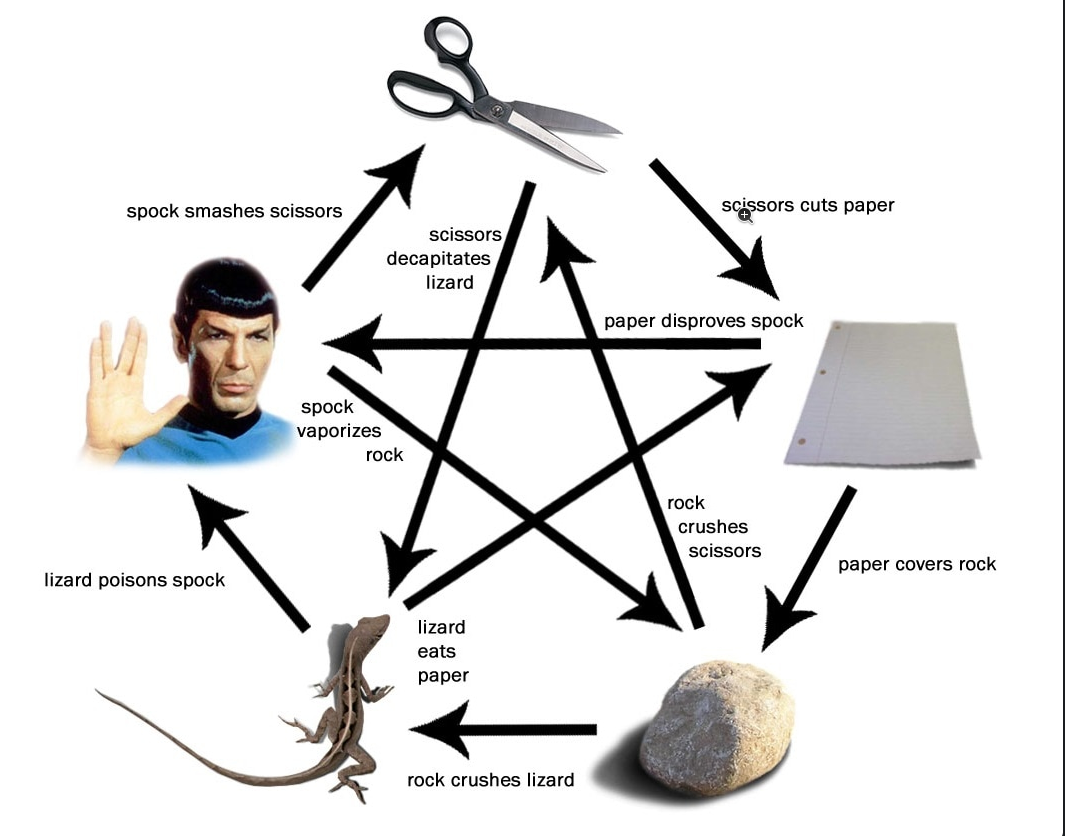 spock smashes scissors
scissors cuts paper
scissors
decapitates
lizard
paper disproves spock
spock
vaporizes
rock
rock
crushes
scissors
paper covers rock
lizard poisons spock
lizard
eats
paper
rock crushes lizard